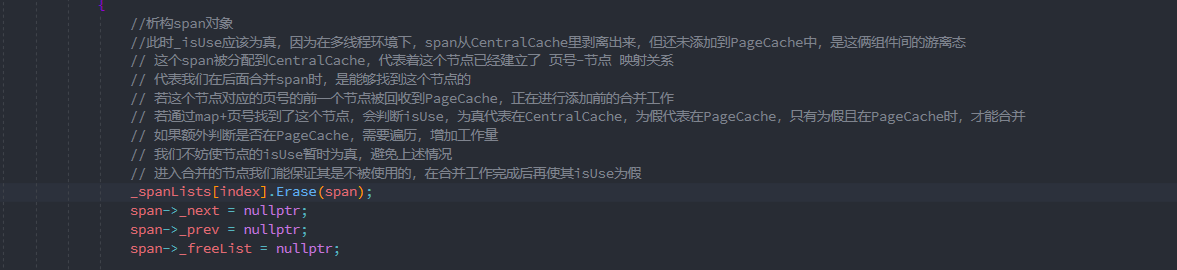 {
//析构span对象
//此时_isUse应该为真，因为在多线程环境下，span从CentralCache里剥离出来，但还未添加到PageCache中，是这俩组件间的游离态
// 这个span被分配到CentralCache，代表着这个节点已经建立了 页号-节点 映射关系
// 代表我们在后面合并span时，是能够找到这个节点的
// 若这个节点对应的页号的前一个节点被回收到PageCache，正在进行添加前的合并工作
// 若通过map+页号找到了这个节点，会判断isUse，为真代表在CentralCache，为假代表在PageCache，只有为假且在PageCache时，才能合并
// 如果额外判断是否在PageCache，需要遍历，增加工作量
// 我们不妨使节点的isUse暂时为真，避免上述情况
// 进入合并的节点我们能保证其是不被使用的，在合并工作完成后再使其isUse为假
_spanLists[index].Erase(span);
span->_next = nullptr;
span->_prev = nullptr;
span->_freeList = nullptr;